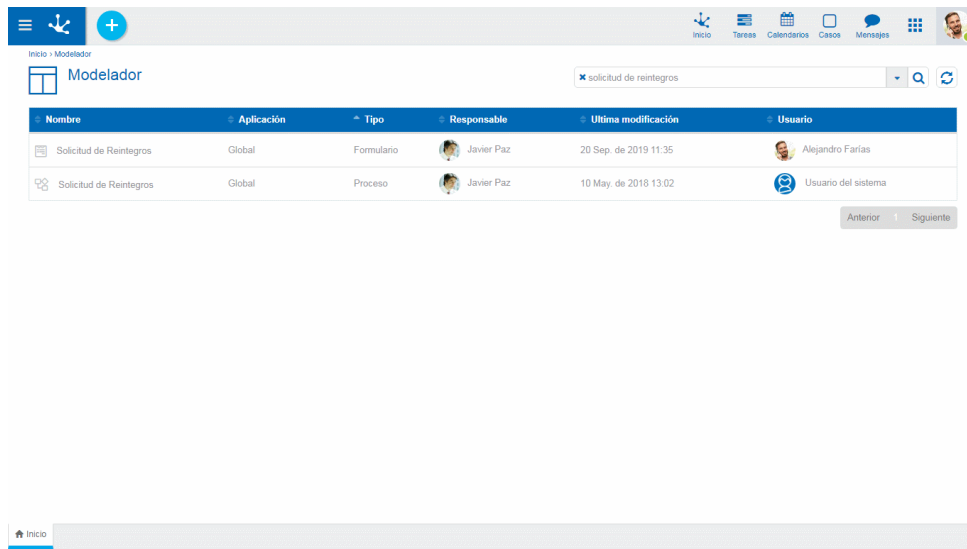 Inicio Tareas Calendarios Casos Mensajes
Inicio › Modelador
Modelador
solicitud de reintegros
Nombre Aplicación Tipo Responsable Ultima modificación Usuario
Solicitud de Reintegros Global Formulario Javier Paz 20 Sep. de 2019 11:35 Alejandro Farías
Solicitud de Reintegros Global Proceso Javier Paz 10 May. de 2018 13:02 Usuario del sistema
Anterior 1 Siguiente
Inicio